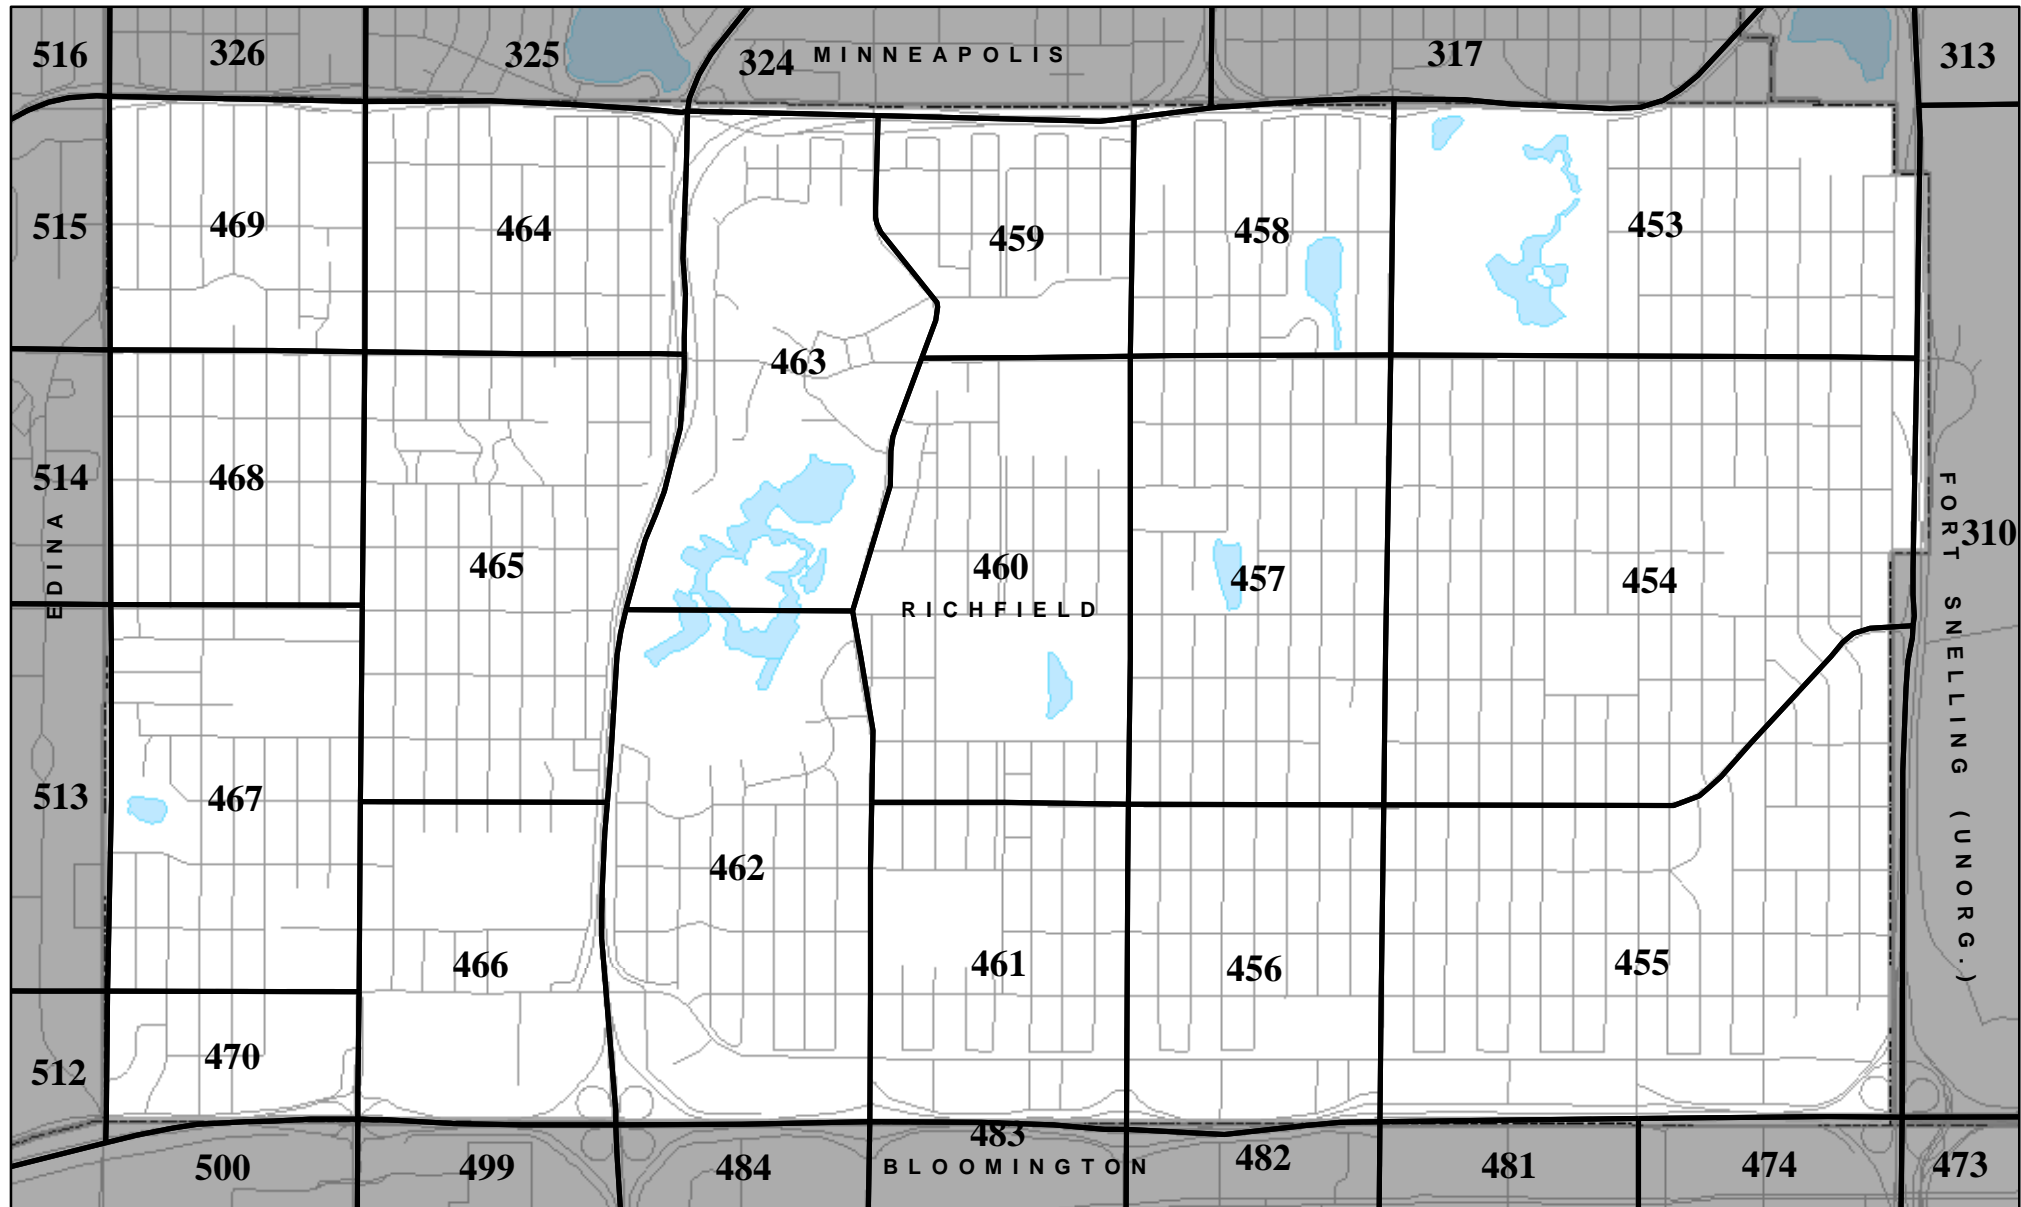 516 326 325 324 MINNEAPOLIS 317 313
515 469 464 459 458 453
463
514 468 465 460 457 454 310
EDINA
RICHFIELD
FORT SNELLING (UNORG.)
513 467 462
466 461 456 455
512 470
483
500 499 484 BLOOMINGTON 482 481 474 473